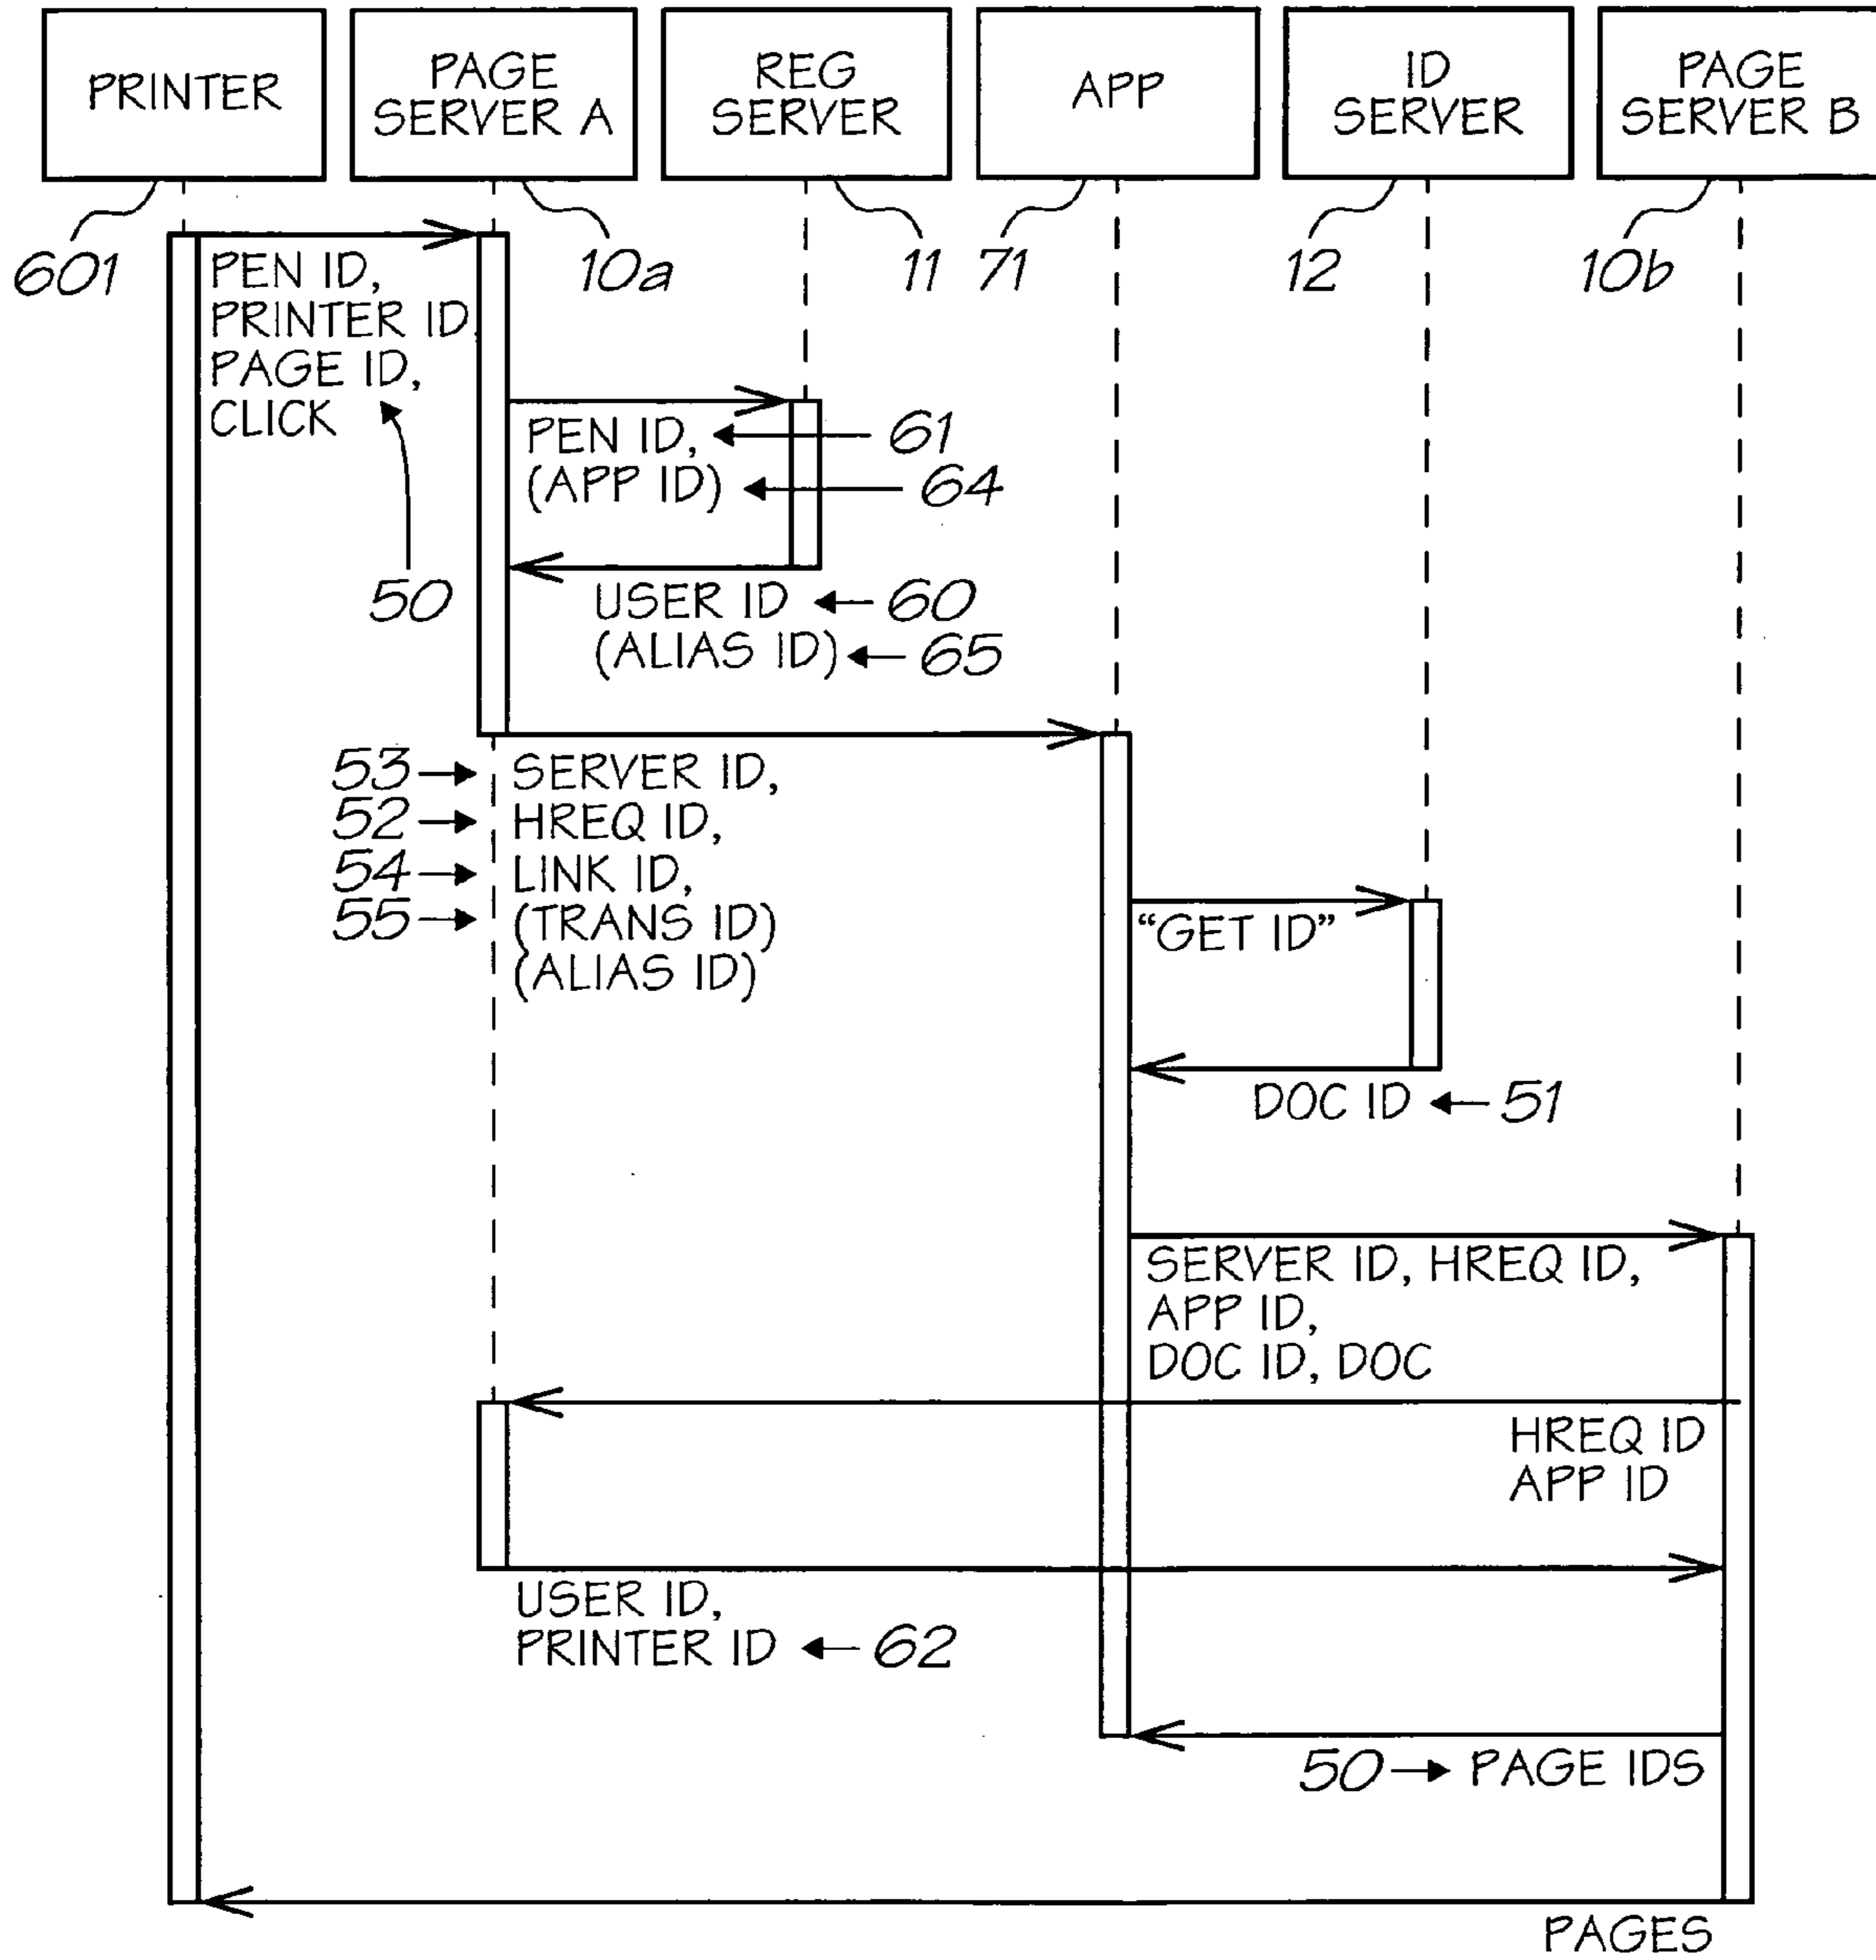 PRINTER
PAGE
SERVER A
REG
SERVER
APP
ID
SERVER
PAGE
SERVER B
601
10a
11
71
12
10b
PEN ID,
PRINTER ID
PAGE ID,
CLICK
50
PEN ID, 61
(APP ID) 64
USER ID 60
(ALIAS ID) 65
53 SERVER ID,
52 HREQ ID,
54 LINK ID,
55 (TRANS ID)
(ALIAS ID)
“GET ID”
DOC ID 51
SERVER ID, HREQ ID,
APP ID,
DOC ID, DOC
HREQ ID
APP ID
USER ID,
PRINTER ID 62
50 PAGE IDS
PAGES